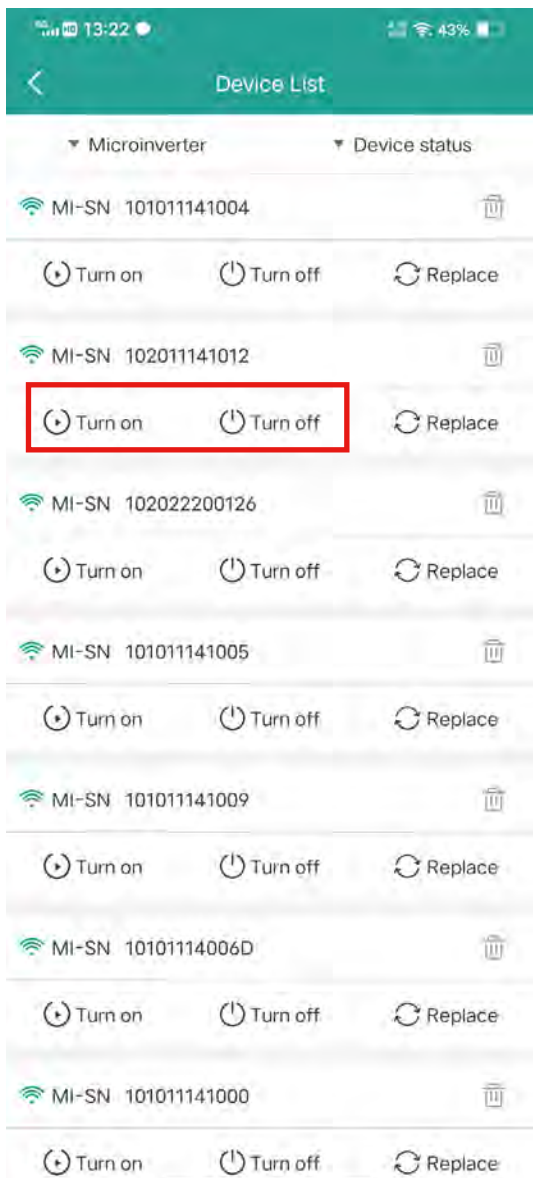 5G HD 13:22 43%
Device List
Microinverter Device status
MI-SN 101011141004
Turn on Turn off Replace
MI-SN 102011141012
Turn on Turn off Replace
MI-SN 102022200126
Turn on Turn off Replace
MI-SN 101011141005
Turn on Turn off Replace
MI-SN 101011141009
Turn on Turn off Replace
MI-SN 10101114006D
Turn on Turn off Replace
MI-SN 101011141000
Turn on Turn off Replace